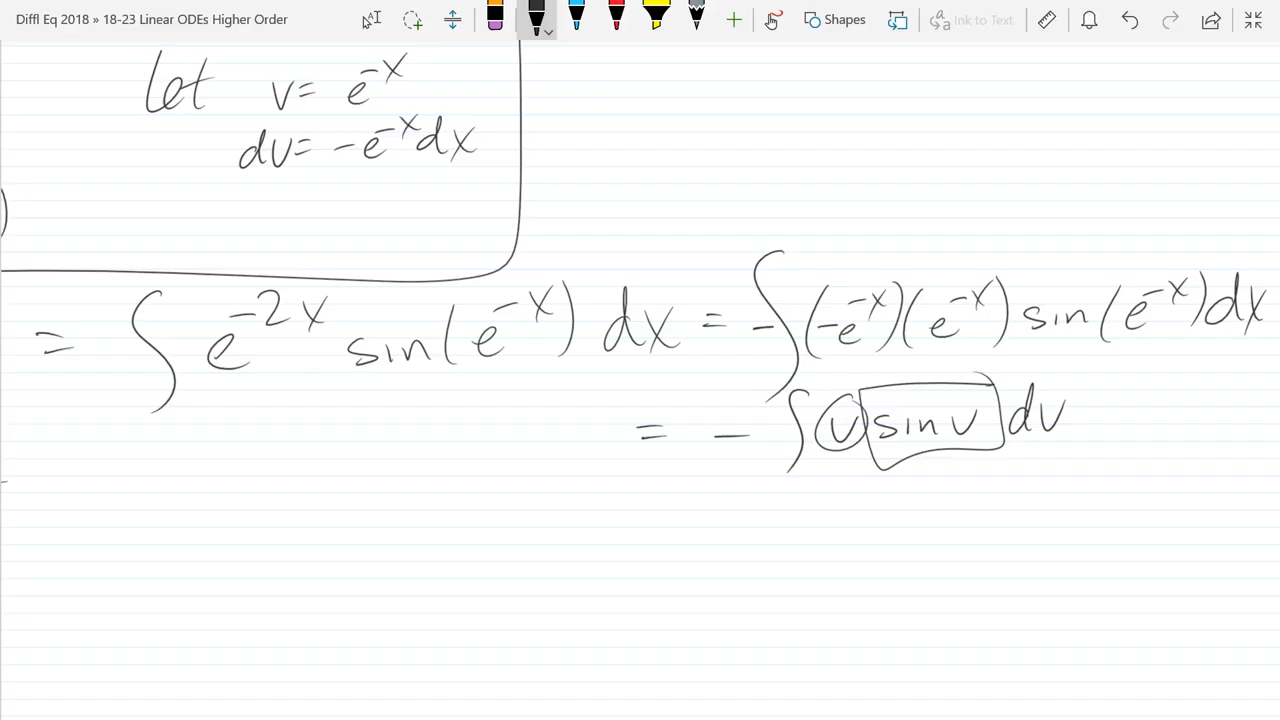 Diffl Eq 2018 » 18-23 Linear ODEs Higher Order
Shapes
Ink to Text
let v = e^{-x}
dv = -e^{-x}dx
)
= ∫ e^{-2x} sin(e^{-x}) dx = -∫ (-e^{-x})(e^{-x}) sin(e^{-x})dx
= - ∫ v sin v dv